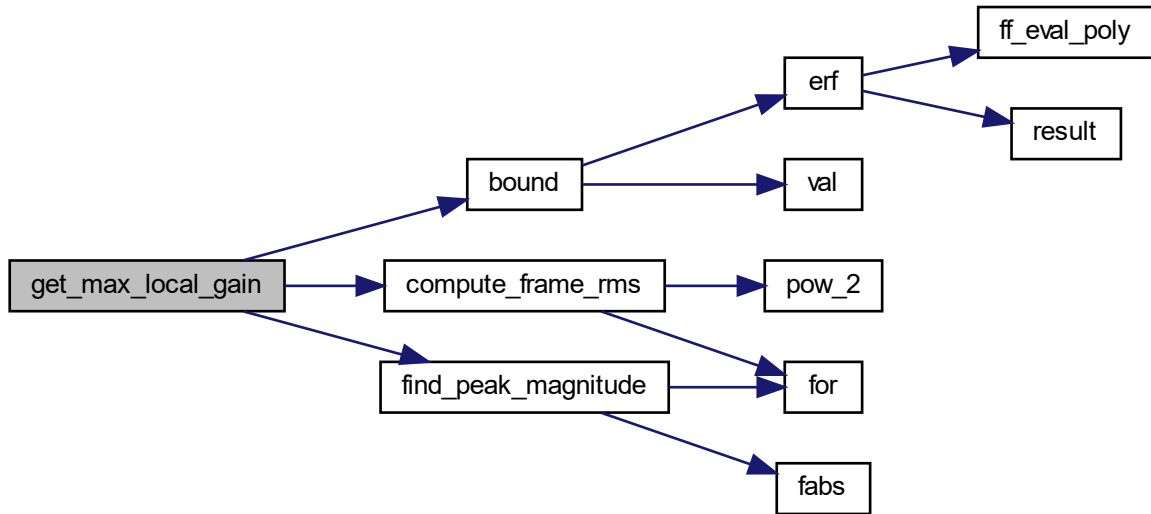 ff_eval_poly
erf
result
bound
val
get_max_local_gain
compute_frame_rms
pow_2
find_peak_magnitude
for
fabs